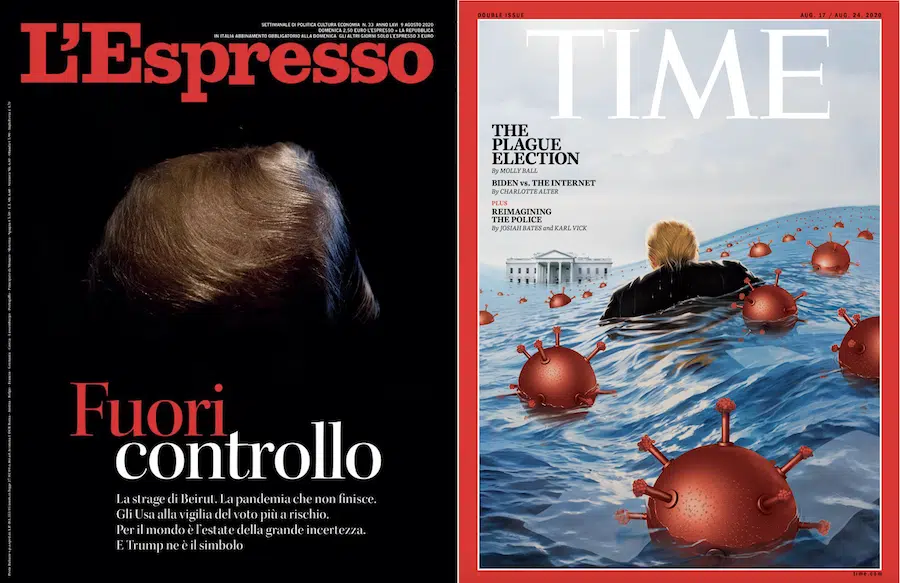 SETTIMANALE DI POLITICA CULTURA ECONOMIA N. 33 ANNO LXVI 9 AGOSTO 2020
DOMENICA 2,50 EURO L'ESPRESSO + LA REPUBBLICA
IN ITALIA ABBINAMENTO OBBLIGATORIO ALLA DOMENICA GLI ALTRI GIORNI SOLO L'ESPRESSO 3 EURO
L'Espresso
Fuori
controllo
La strage di Beirut. La pandemia che non finisce.
Gli Usa alla vigilia del voto più a rischio.
Per il mondo è l'estate della grande incertezza.
E Trump ne è il simbolo
DOUBLE ISSUE
AUG. 17 / AUG. 24, 2020
TIME
THE
PLAGUE
ELECTION
By MOLLY BALL
BIDEN vs. THE INTERNET
By CHARLOTTE ALTER
PLUS
REIMAGINING
THE POLICE
By JOSIAH BATES and KARL VICK
time.com